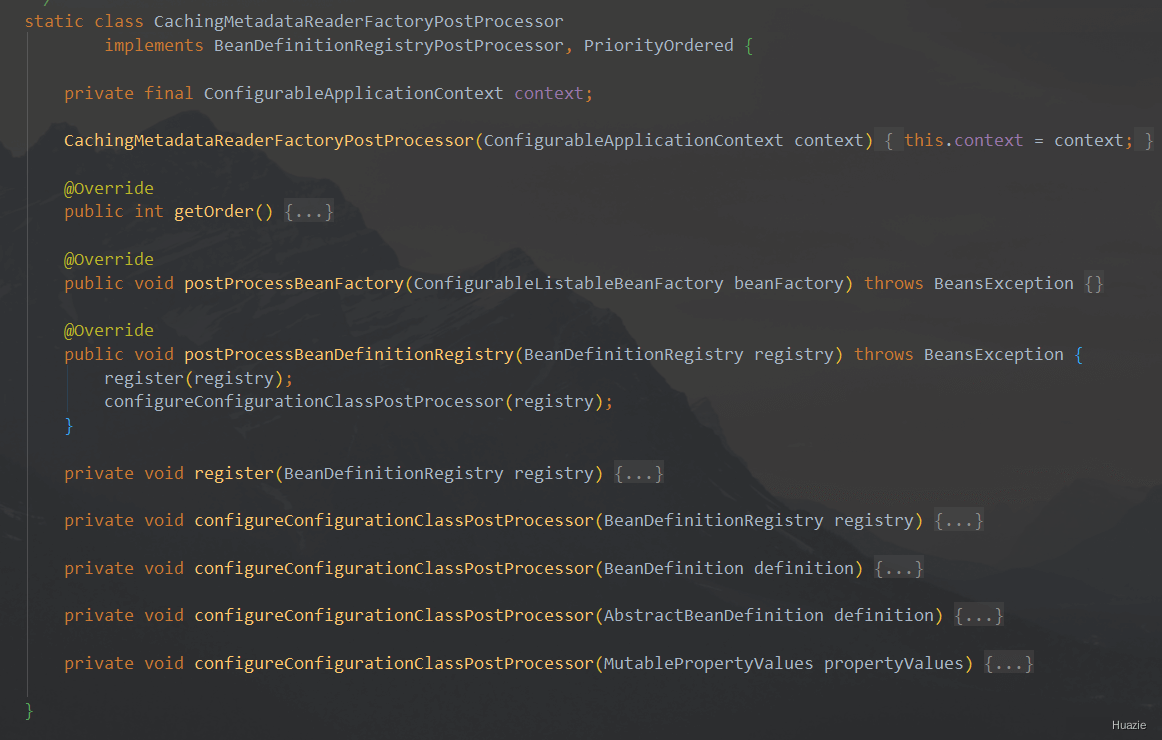 */
static class CachingMetadataReaderFactoryPostProcessor
        implements BeanDefinitionRegistryPostProcessor, PriorityOrdered {
    private final ConfigurableApplicationContext context;
    CachingMetadataReaderFactoryPostProcessor(ConfigurableApplicationContext context) { this.context = context; }
    @Override
    public int getOrder() {...}
    @Override
    public void postProcessBeanFactory(ConfigurableListableBeanFactory beanFactory) throws BeansException {}
    @Override
    public void postProcessBeanDefinitionRegistry(BeanDefinitionRegistry registry) throws BeansException {
        register(registry);
        configureConfigurationClassPostProcessor(registry);
    }
    private void register(BeanDefinitionRegistry registry) {...}
    private void configureConfigurationClassPostProcessor(BeanDefinitionRegistry registry) {...}
    private void configureConfigurationClassPostProcessor(BeanDefinition definition) {...}
    private void configureConfigurationClassPostProcessor(AbstractBeanDefinition definition) {...}
    private void configureConfigurationClassPostProcessor(MutablePropertyValues propertyValues) {...}
}
Huazie